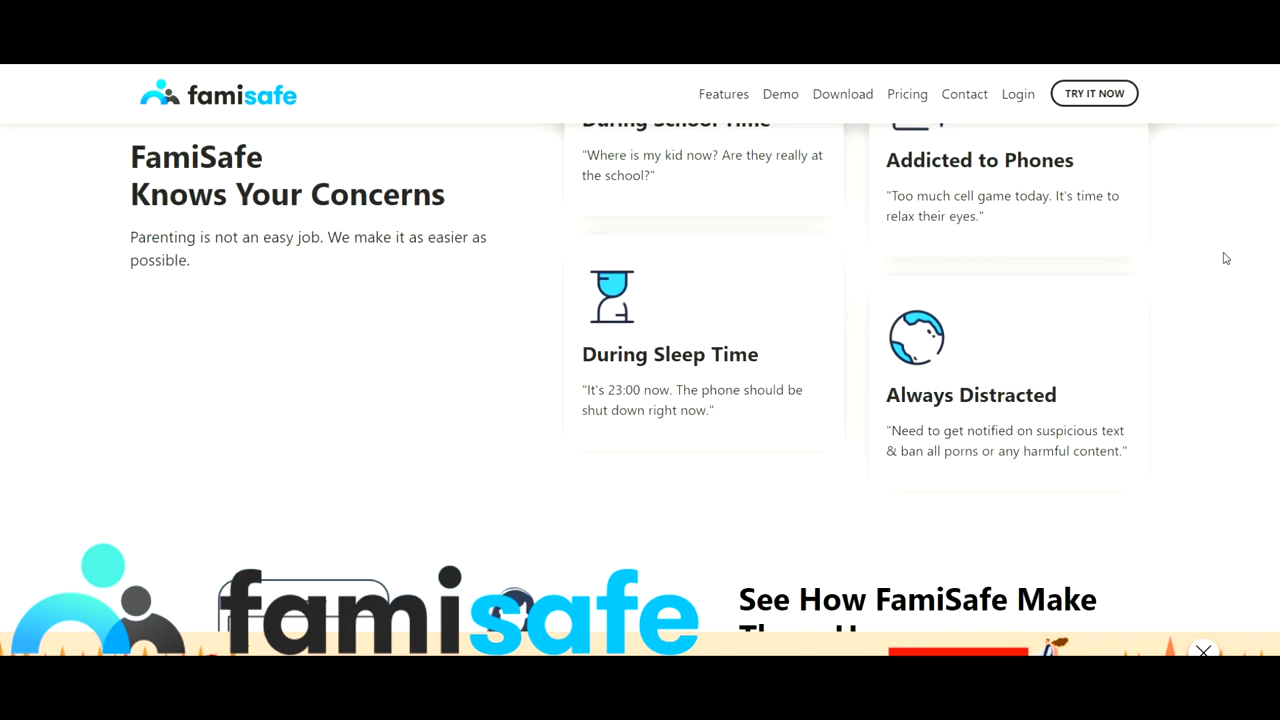 famisafe
Features
Demo
Download
Pricing
Contact
Login
TRY IT NOW
FamiSafe
Knows Your Concerns
Parenting is not an easy job. We make it as easier as
possible.
During School Time
"Where is my kid now? Are they really at
the school?"
During Sleep Time
"It's 23:00 now. The phone should be
shut down right now."
Addicted to Phones
"Too much cell game today. It's time to
relax their eyes."
Always Distracted
"Need to get notified on suspicious text
& ban all porns or any harmful content."
famisafe
See How FamiSafe Make